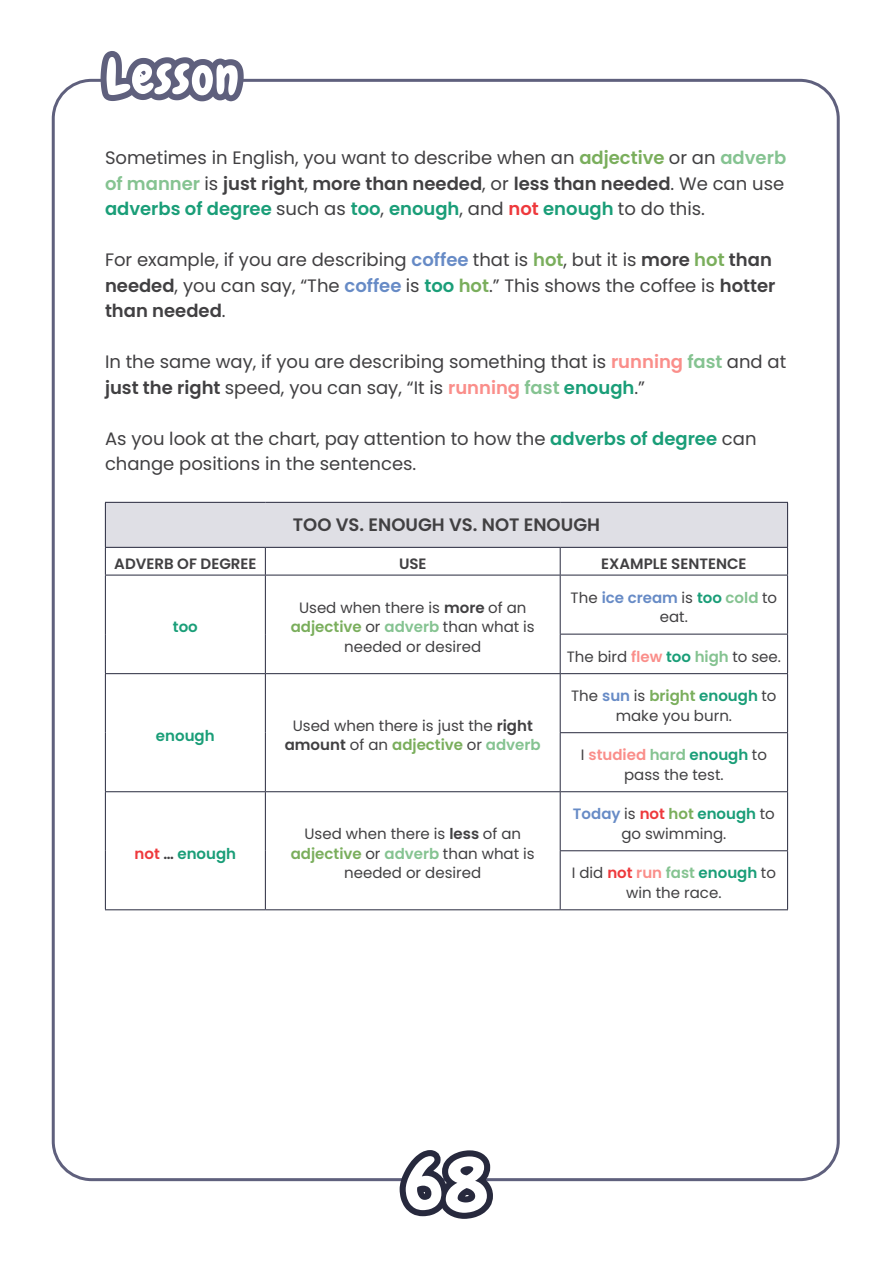 Lesson
Sometimes in English, you want to describe when an adjective or an adverb
of manner is just right, more than needed, or less than needed. We can use
adverbs of degree such as too, enough, and not enough to do this.
For example, if you are describing coffee that is hot, but it is more hot than
needed, you can say, “The coffee is too hot.” This shows the coffee is hotter
than needed.
In the same way, if you are describing something that is running fast and at
just the right speed, you can say, “It is running fast enough.”
As you look at the chart, pay attention to how the adverbs of degree can
change positions in the sentences.
TOO VS. ENOUGH VS. NOT ENOUGH
ADVERB OF DEGREE USE EXAMPLE SENTENCE
too
Used when there is more of an
adjective or adverb than what is
needed or desired
The ice cream is too cold to
eat.
The bird flew too high to see.
enough
Used when there is just the right
amount of an adjective or adverb
The sun is bright enough to
make you burn.
I studied hard enough to
pass the test.
not ... enough
Used when there is less of an
adjective or adverb than what is
needed or desired
Today is not hot enough to
go swimming.
I did not run fast enough to
win the race.
68